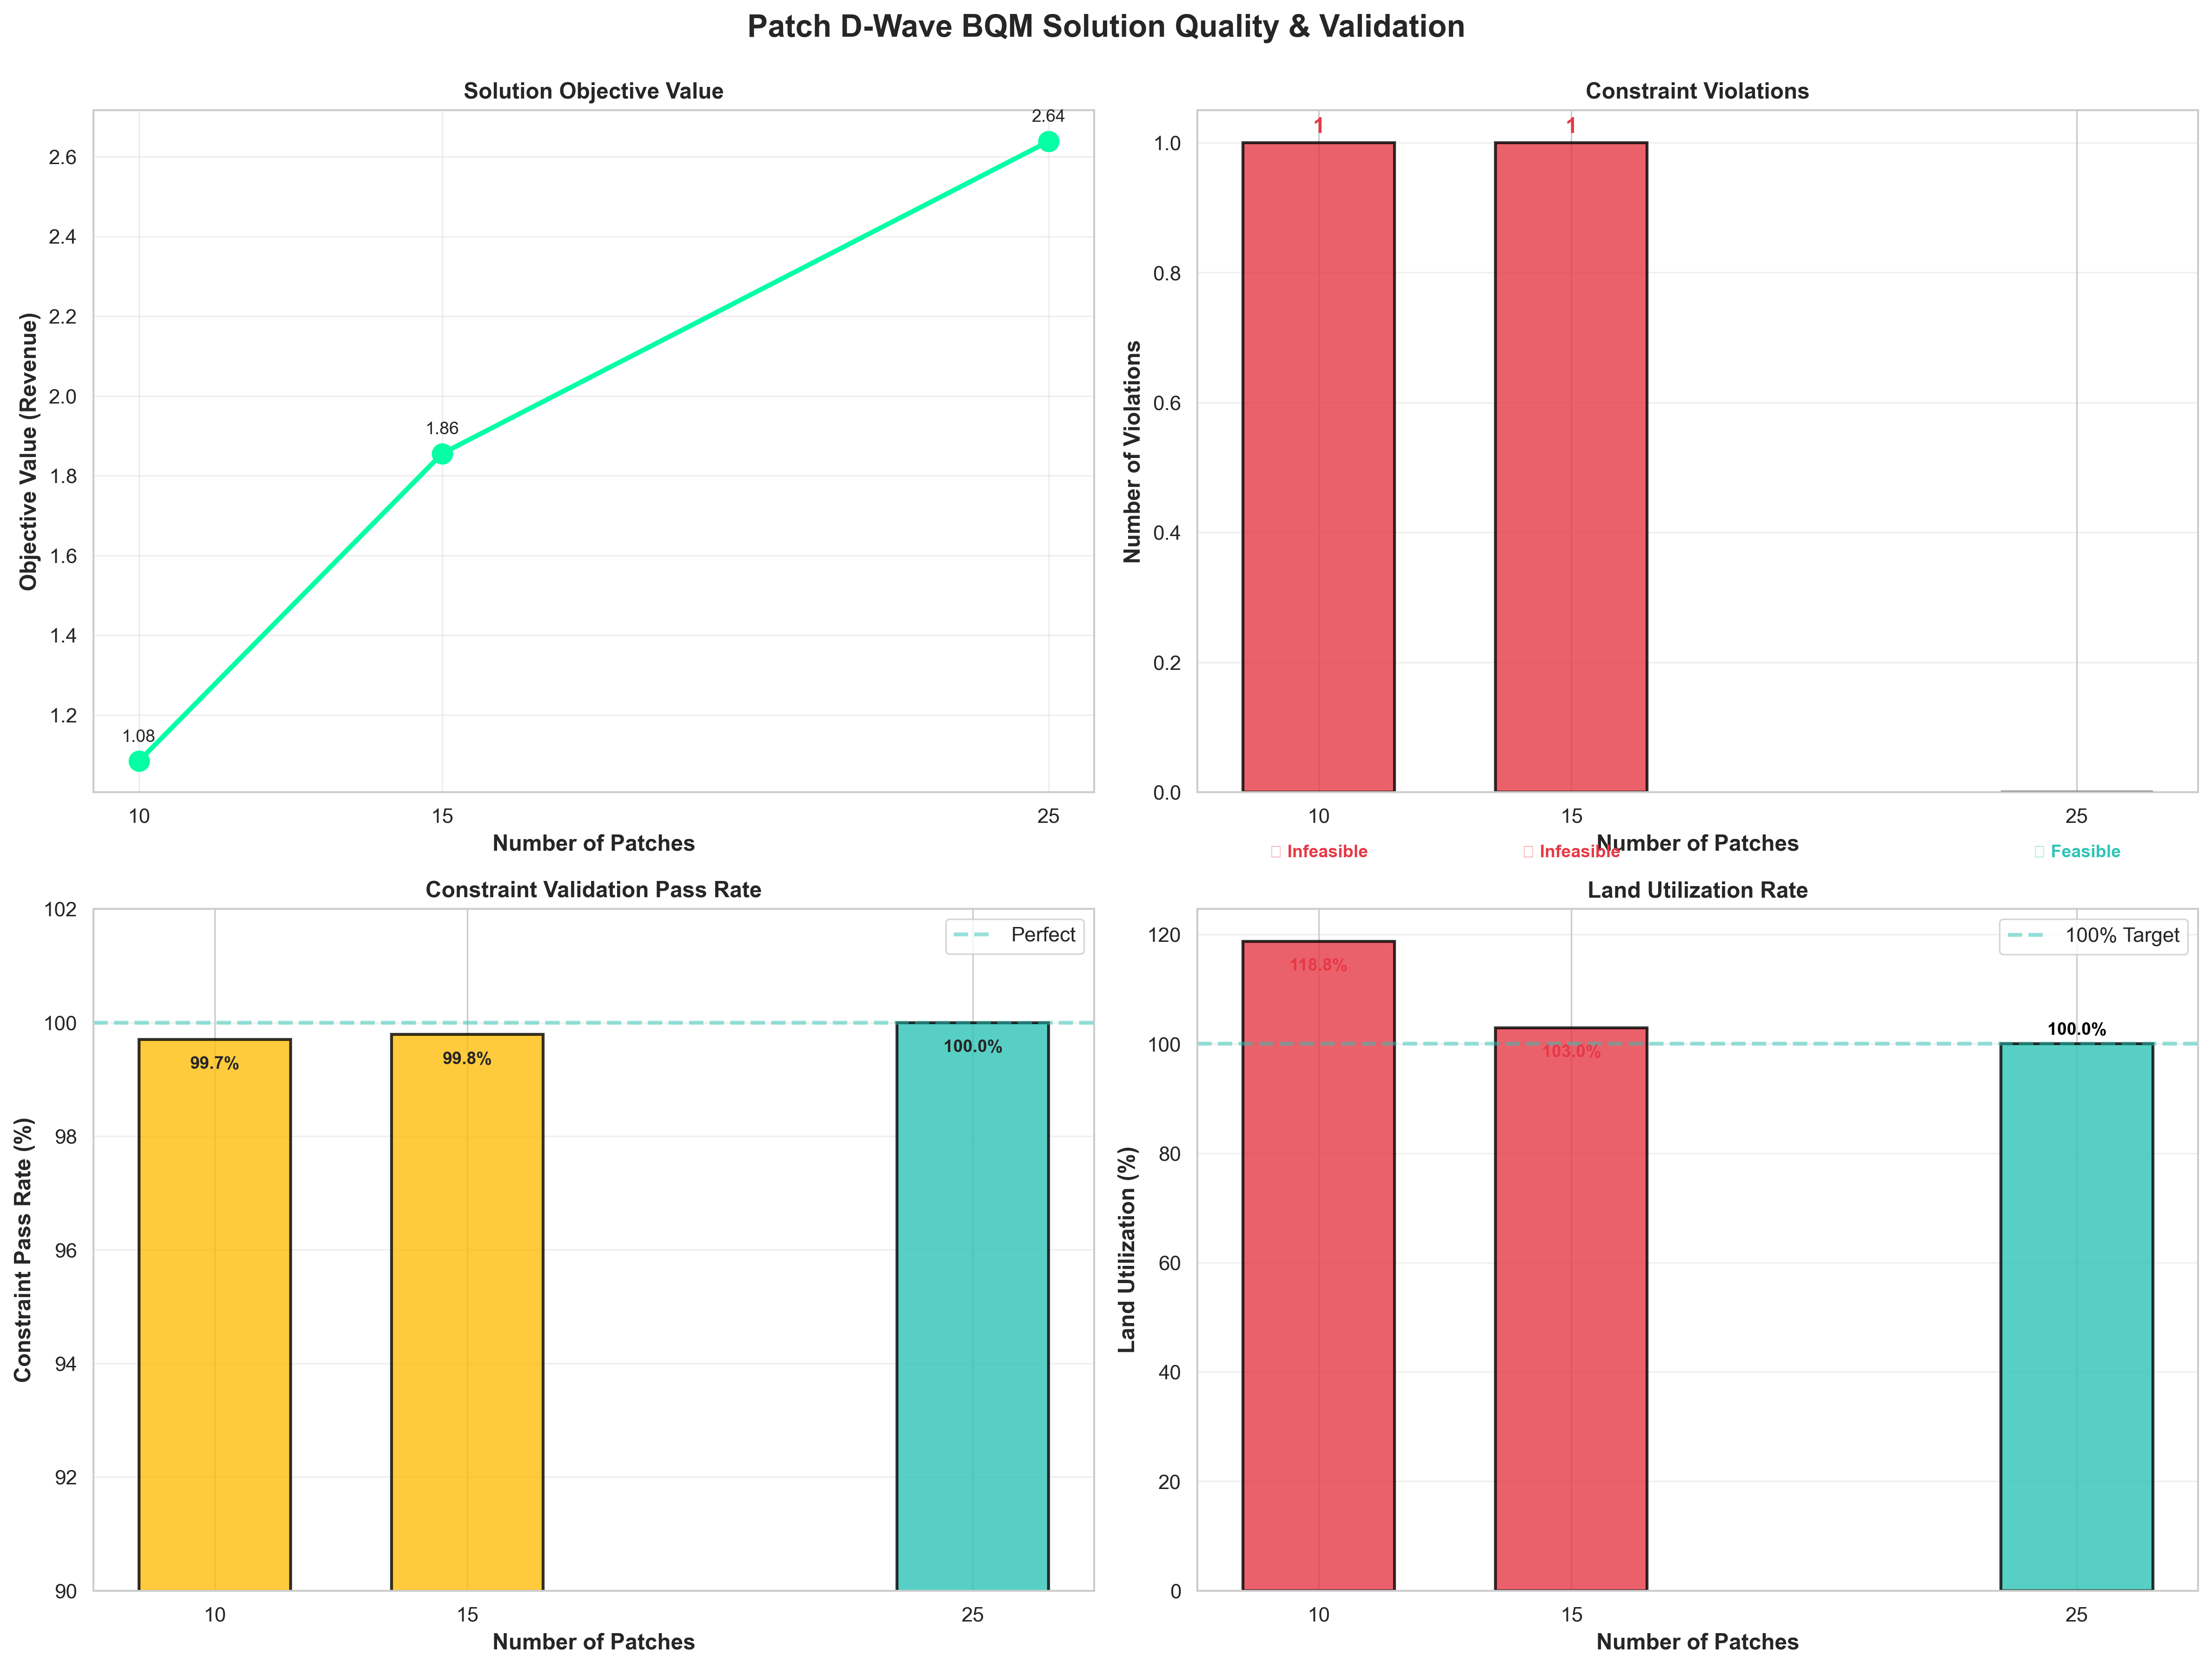 Patch D-Wave BQM Solution Quality & Validation
Solution Objective Value
Objective Value (Revenue)
2.6
2.4
2.2
2.0
1.8
1.6
1.4
1.2
1.08
1.86
2.64
10 15 25
Number of Patches
Constraint Violations
Number of Violations
1.0
0.8
0.6
0.4
0.2
0.0
1 1
10 15 25
Number of Patches
Infeasible Infeasible Feasible
Constraint Validation Pass Rate
Constraint Pass Rate (%)
102
100
98
96
94
92
90
Perfect
99.7% 99.8% 100.0%
10 15 25
Number of Patches
Land Utilization Rate
Land Utilization (%)
120
100
80
60
40
20
0
100% Target
118.8% 103.0% 100.0%
10 15 25
Number of Patches